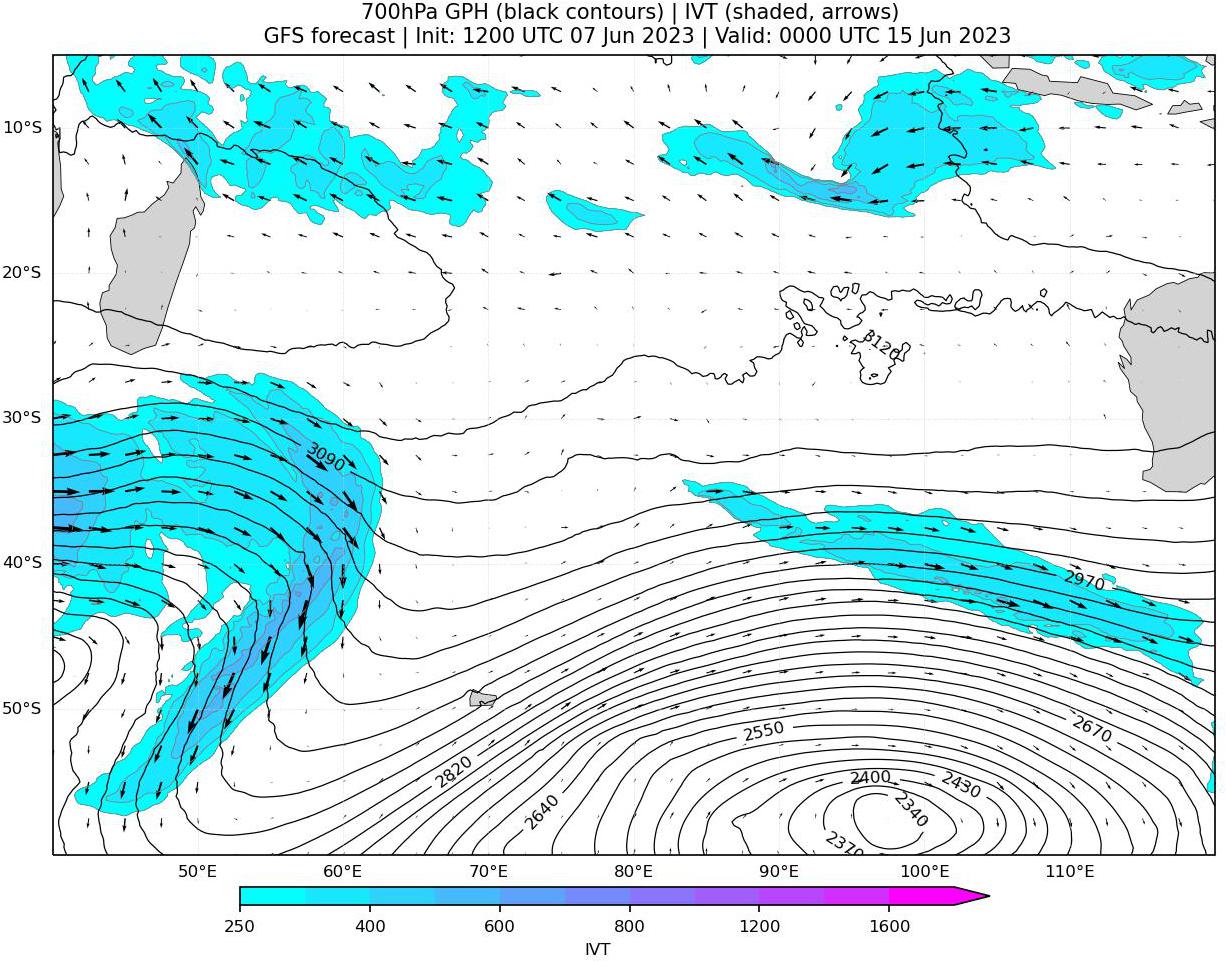 700hPa GPH (black contours) | IVT (shaded, arrows)
GFS forecast | Init: 1200 UTC 07 Jun 2023 | Valid: 0000 UTC 15 Jun 2023
10°S
20°S
3120
30°S
3090
40°S
2970
50°S
2550
2670
2820
2400
2430
2640
2340
2370
50°E
60°E
70°E
80°E
90°E
100°E
110°E
250
400
600
800
1200
1600
IVT